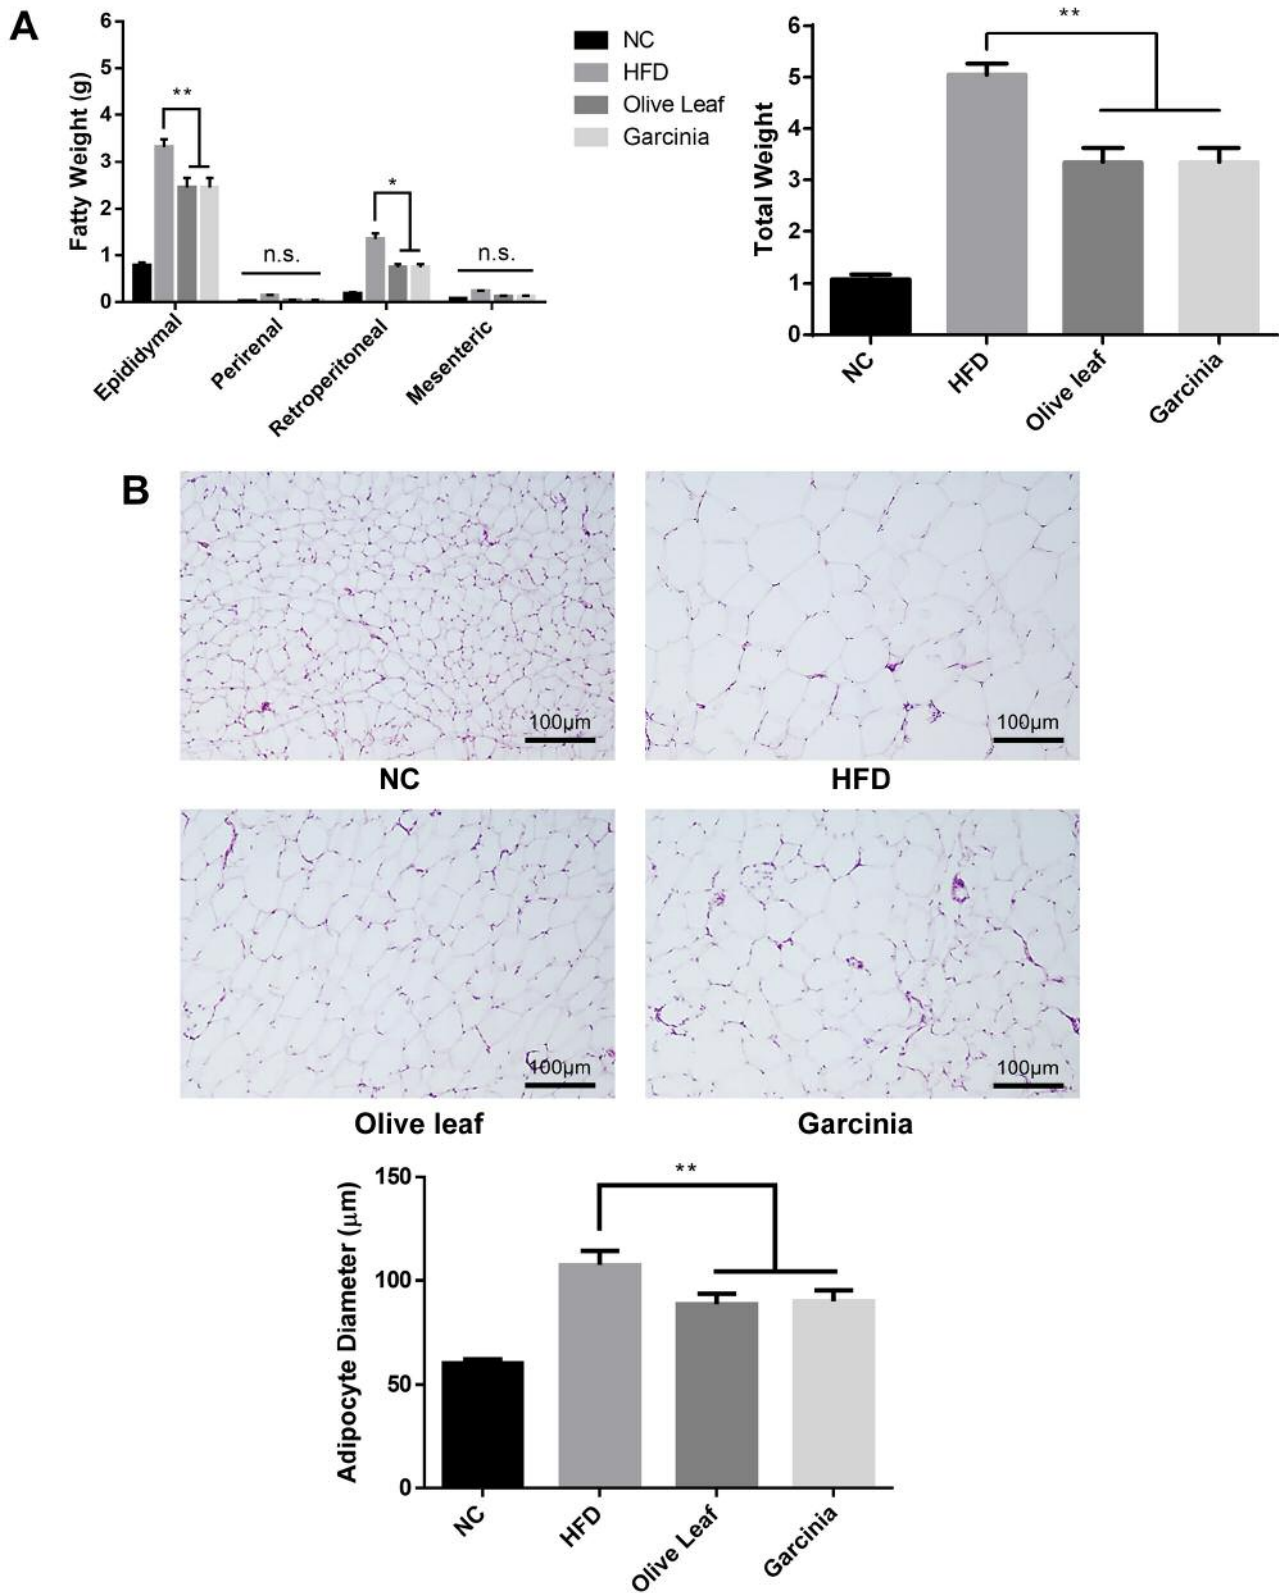 A
Fatty Weight (g)
6
5
4
3
2
1
0
**
n.s.
*
n.s.
Epididymal
Perirenal
Retroperitoneal
Mesenteric
NC
HFD
Olive Leaf
Garcinia
Total Weight
6
5
4
3
2
1
0
**
NC
HFD
Olive leaf
Garcinia
B
100µm
100µm
NC
HFD
100µm
100µm
Olive leaf
Garcinia
Adipocyte Diameter (µm)
150
100
50
0
**
NC
HFD
Olive Leaf
Garcinia